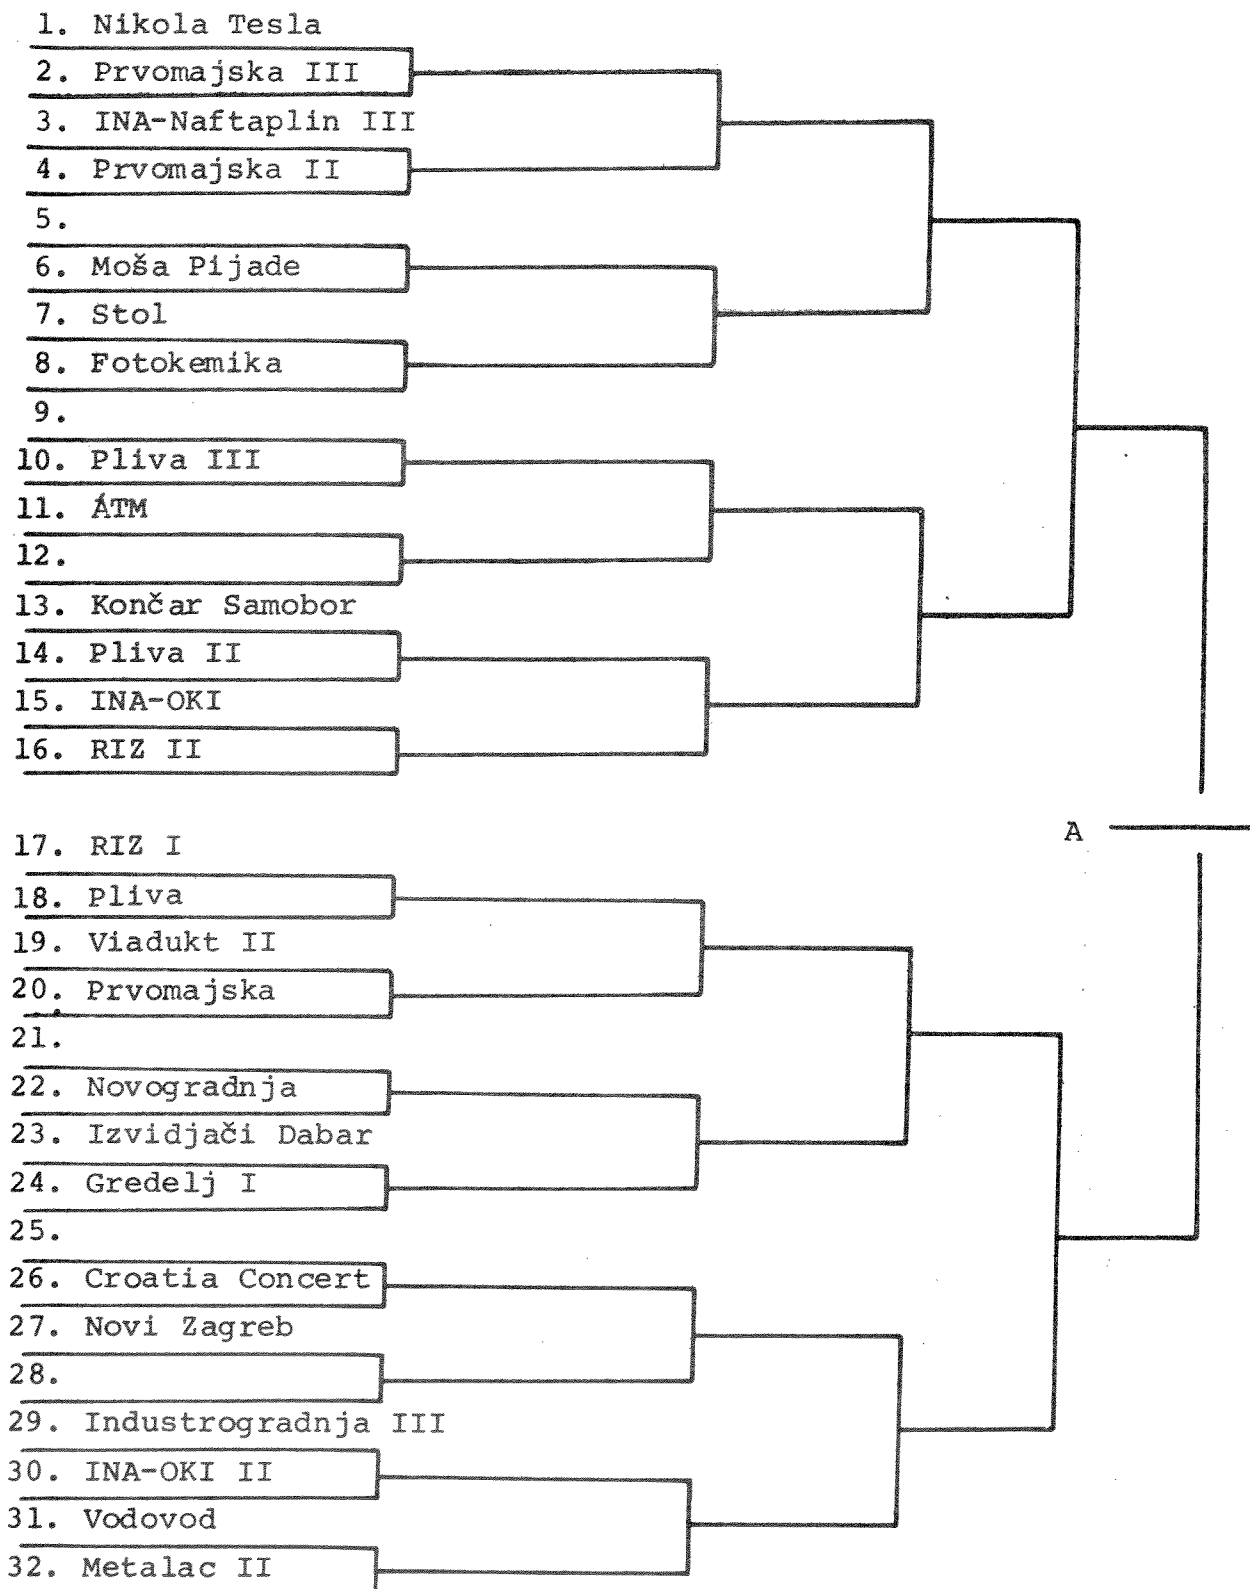 1. Nikola Tesla
2. Prvomajska III
3. INA-Naftaplin III
4. Prvomajska II
5.
6. Moša Pijade
7. Stol
8. Fotokemika
9.
10. Pliva III
11. ÁTM
12.
13. Končar Samobor
14. Pliva II
15. INA-OKI
16. RIZ II
A
17. RIZ I
18. Pliva
19. Viadukt II
20. Prvomajska
21.
22. Novogradnja
23. Izvidjači Dabar
24. Gredelj I
25.
26. Croatia Concert
27. Novi Zagreb
28.
29. Industrogradnja III
30. INA-OKI II
31. Vodovod
32. Metalac II